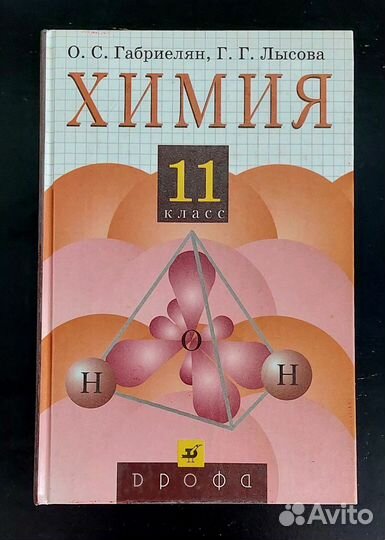 О. С. Габриелян, Г. Г. Лысова
ХИМИЯ
11
класс
О
Н
Н
дрофа
Avito